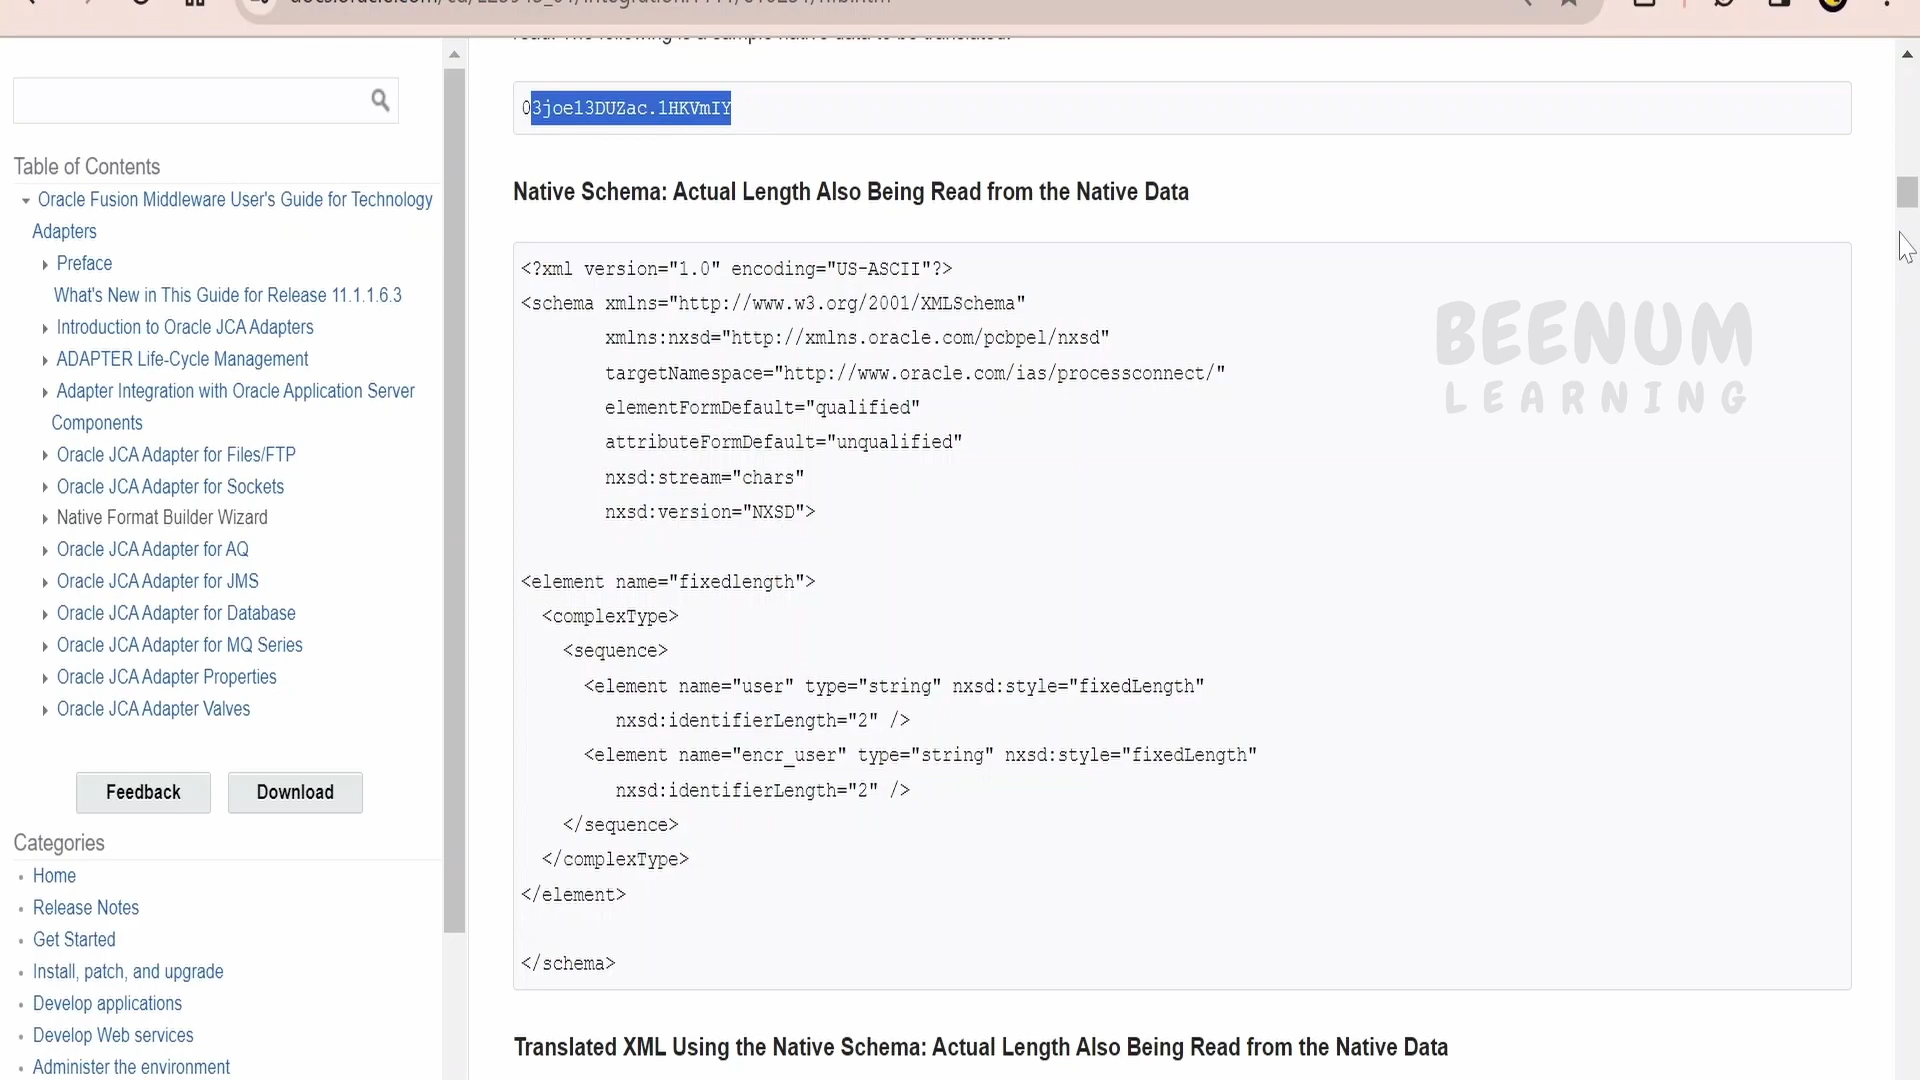 Table of Contents
Oracle Fusion Middleware User's Guide for Technology
Adapters
Preface
What's New in This Guide for Release 11.1.1.6.3
Introduction to Oracle JCA Adapters
ADAPTER Life-Cycle Management
Adapter Integration with Oracle Application Server
Components
Oracle JCA Adapter for Files/FTP
Oracle JCA Adapter for Sockets
Native Format Builder Wizard
Oracle JCA Adapter for AQ
Oracle JCA Adapter for JMS
Oracle JCA Adapter for Database
Oracle JCA Adapter for MQ Series
Oracle JCA Adapter Properties
Oracle JCA Adapter Valves
Feedback
Download
Categories
Home
Release Notes
Get Started
Install, patch, and upgrade
Develop applications
Develop Web services
Administer the environment
03joe13DUZac.1HKVmIY
Native Schema: Actual Length Also Being Read from the Native Data
<?xml version="1.0" encoding="US-ASCII"?>
<schema xmlns="http://www.w3.org/2001/XMLSchema"
xmlns:nxsd="http://xmlns.oracle.com/pcbpel/nxsd"
targetNamespace="http://www.oracle.com/ias/processconnect/"
elementFormDefault="qualified"
attributeFormDefault="unqualified"
nxsd:stream="chars"
nxsd:version="NXSD">
<element name="fixedlength">
<complexType>
<sequence>
<element name="user" type="string" nxsd:style="fixedLength"
nxsd:identifierLength="2" />
<element name="encr_user" type="string" nxsd:style="fixedLength"
nxsd:identifierLength="2" />
</sequence>
</complexType>
</element>
</schema>
Translated XML Using the Native Schema: Actual Length Also Being Read from the Native Data
BEENUM
LEARNING